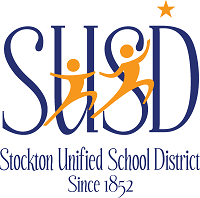 SUSD
Stockton Unified School District
Since 1852